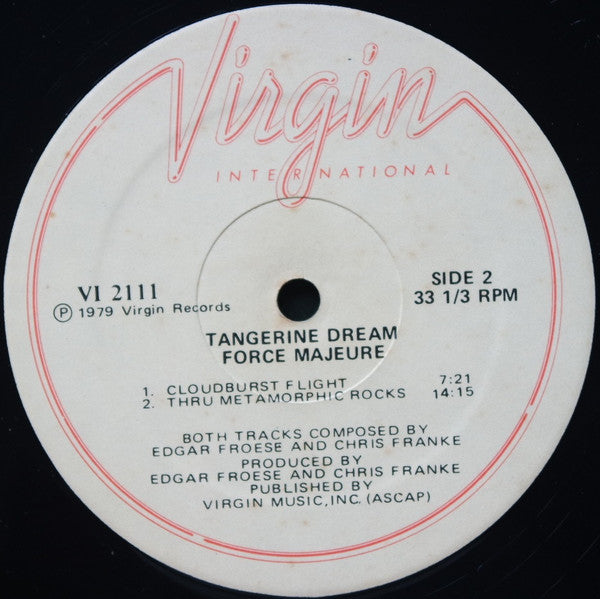 Virgin
INTERNATIONAL
VI 2111
℗ 1979 Virgin Records
SIDE 2
33 1/3 RPM
TANGERINE DREAM
FORCE MAJEURE
1. CLOUDBURST FLIGHT 7:21
2. THRU METAMORPHIC ROCKS 14:15
BOTH TRACKS COMPOSED BY
EDGAR FROESE AND CHRIS FRANKE
PRODUCED BY
EDGAR FROESE AND CHRIS FRANKE
PUBLISHED BY
VIRGIN MUSIC, INC. (ASCAP)